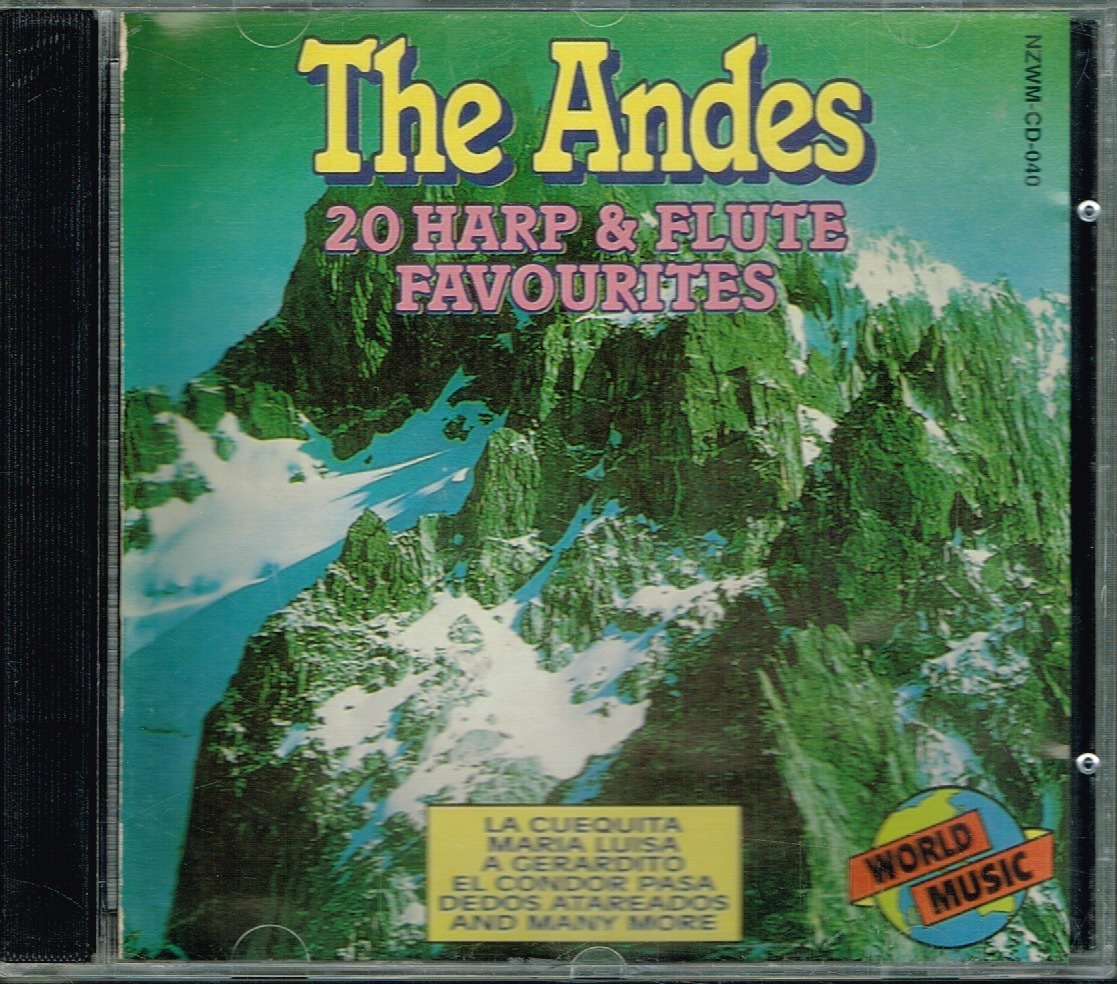 The Andes
NZWM-CD-040
20 HARP & FLUTE
FAVOURITES
LA CUEQUITA
MARIA LUISA
A GERARDITO
EL CONDOR PASA
DEDOS ATAREADOS
AND MANY MORE
WORLD
MUSIC